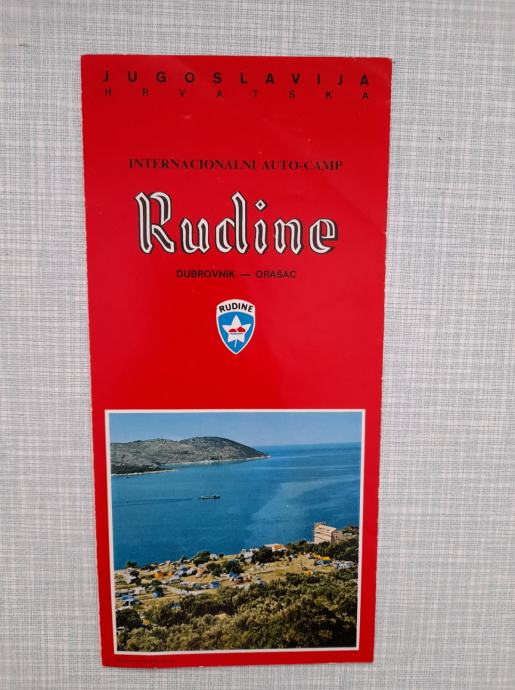 JUGOSLAVIJA
HRVATSKA
INTERNACIONALNI AUTO-CAMP
Rudine
DUBROVNIK — ORAŠAC
RUDINE